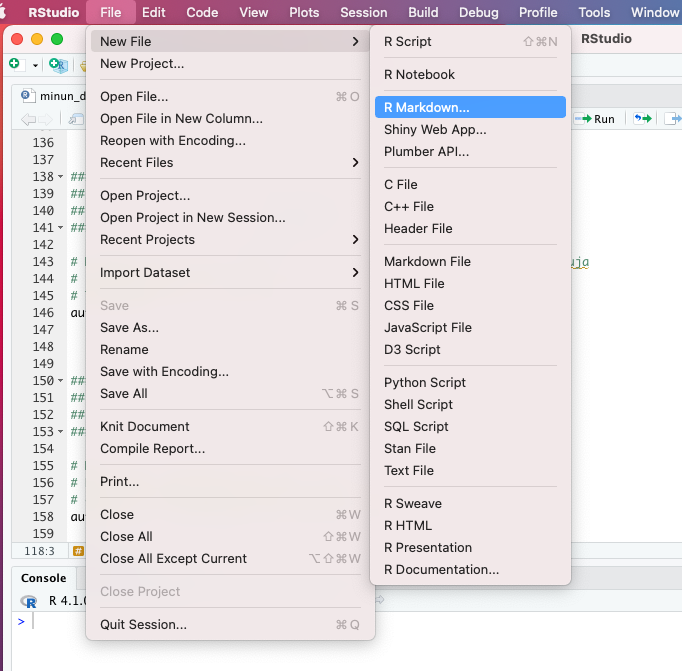 RStudio File Edit Code View Plots Session Build Debug Profile Tools Window
RStudio
New File
New Project...
Open File... ⌘O
Open File in New Column...
Reopen with Encoding...
Recent Files
Open Project...
Open Project in New Session...
Recent Projects
Import Dataset
Save ⌘S
Save As...
Rename
Save with Encoding...
Save All ⌥⌘S
Knit Document ⇧⌘K
Compile Report...
Print...
Close ⌘W
Close All ⇧⌘W
Close All Except Current ⌥⇧⌘W
Close Project
Quit Session... ⌘Q
R Script ⇧⌘N
R Notebook
R Markdown...
Shiny Web App...
Plumber API...
C File
C++ File
Header File
Markdown File
HTML File
CSS File
JavaScript File
D3 Script
Python Script
Shell Script
SQL Script
Stan File
Text File
R Sweave
R HTML
R Presentation
R Documentation...
minun_d
Run
136
137
138 ##
139 ##
140 ##
141 ##
142
143 # uja
144 #
145 #
146 au
147
148
149
150 ##
151 ##
152 ##
153 ##
154
155 #
156 #
157 #
158 au
159
118:3 #
Console
R 4.1.
>